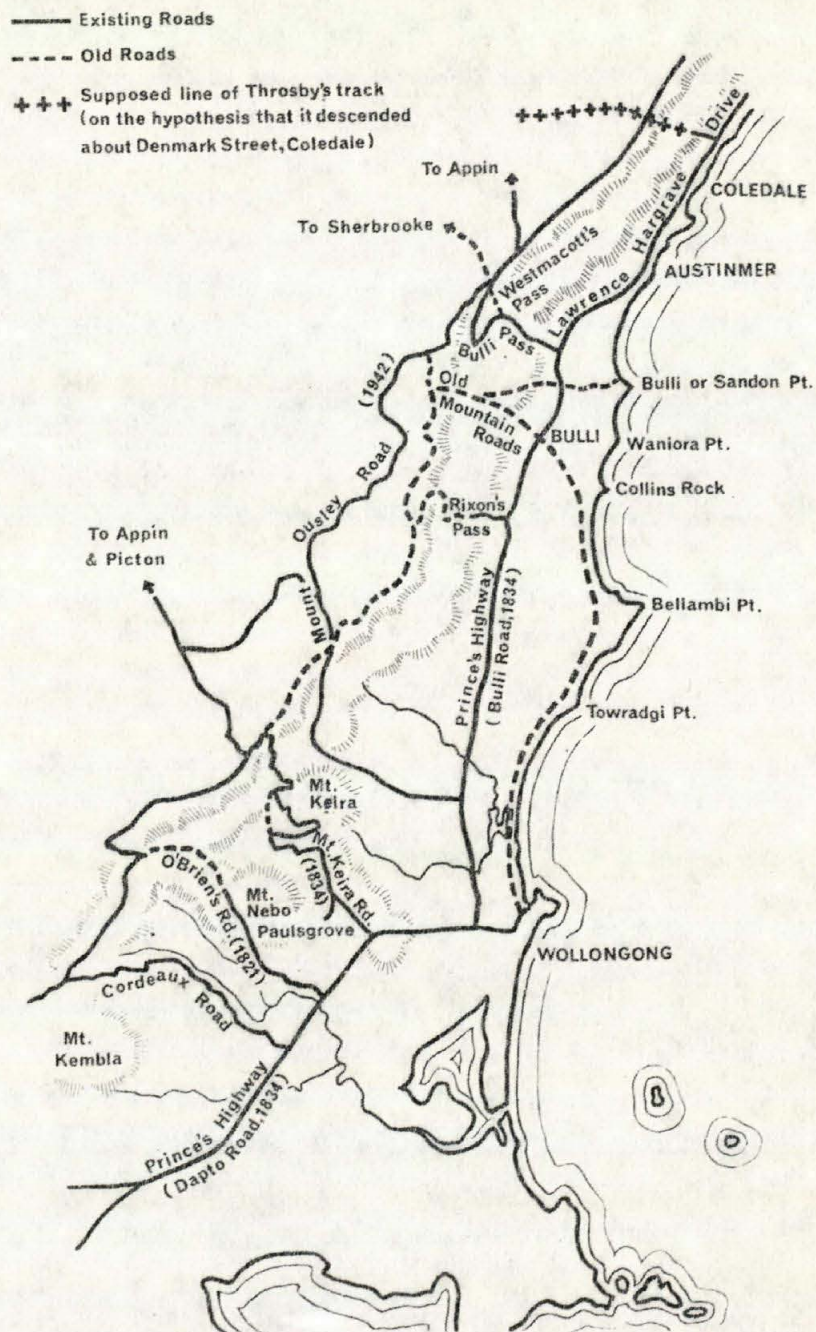 Existing Roads
Old Roads
+++ Supposed line of Throsby's track
(on the hypothesis that it descended
about Denmark Street, Coledale)
To Appin
To Sherbrooke
Drive
Hargrave
Lawrence
COLEDALE
Westmacott's
Pass
AUSTINMER
Bulli Pass
(1942)
Old
Mountain
Roads
Bulli or Sandon Pt.
BULLI
Waniora Pt.
Ousley Road
Mount
Rixon's
Pass
Collins Rock
To Appin
& Picton
Prince's Highway
(Bulli Road, 1834)
Bellambi Pt.
Towradgi Pt.
Mt.
Keira
Mt. Keira Rd.
(1834)
O'Brien's Rd. (1821)
Mt.
Nebo
Paulsgrove
WOLLONGONG
Cordeaux
Road
Mt.
Kembla
Prince's Highway
(Dapto Road, 1834)